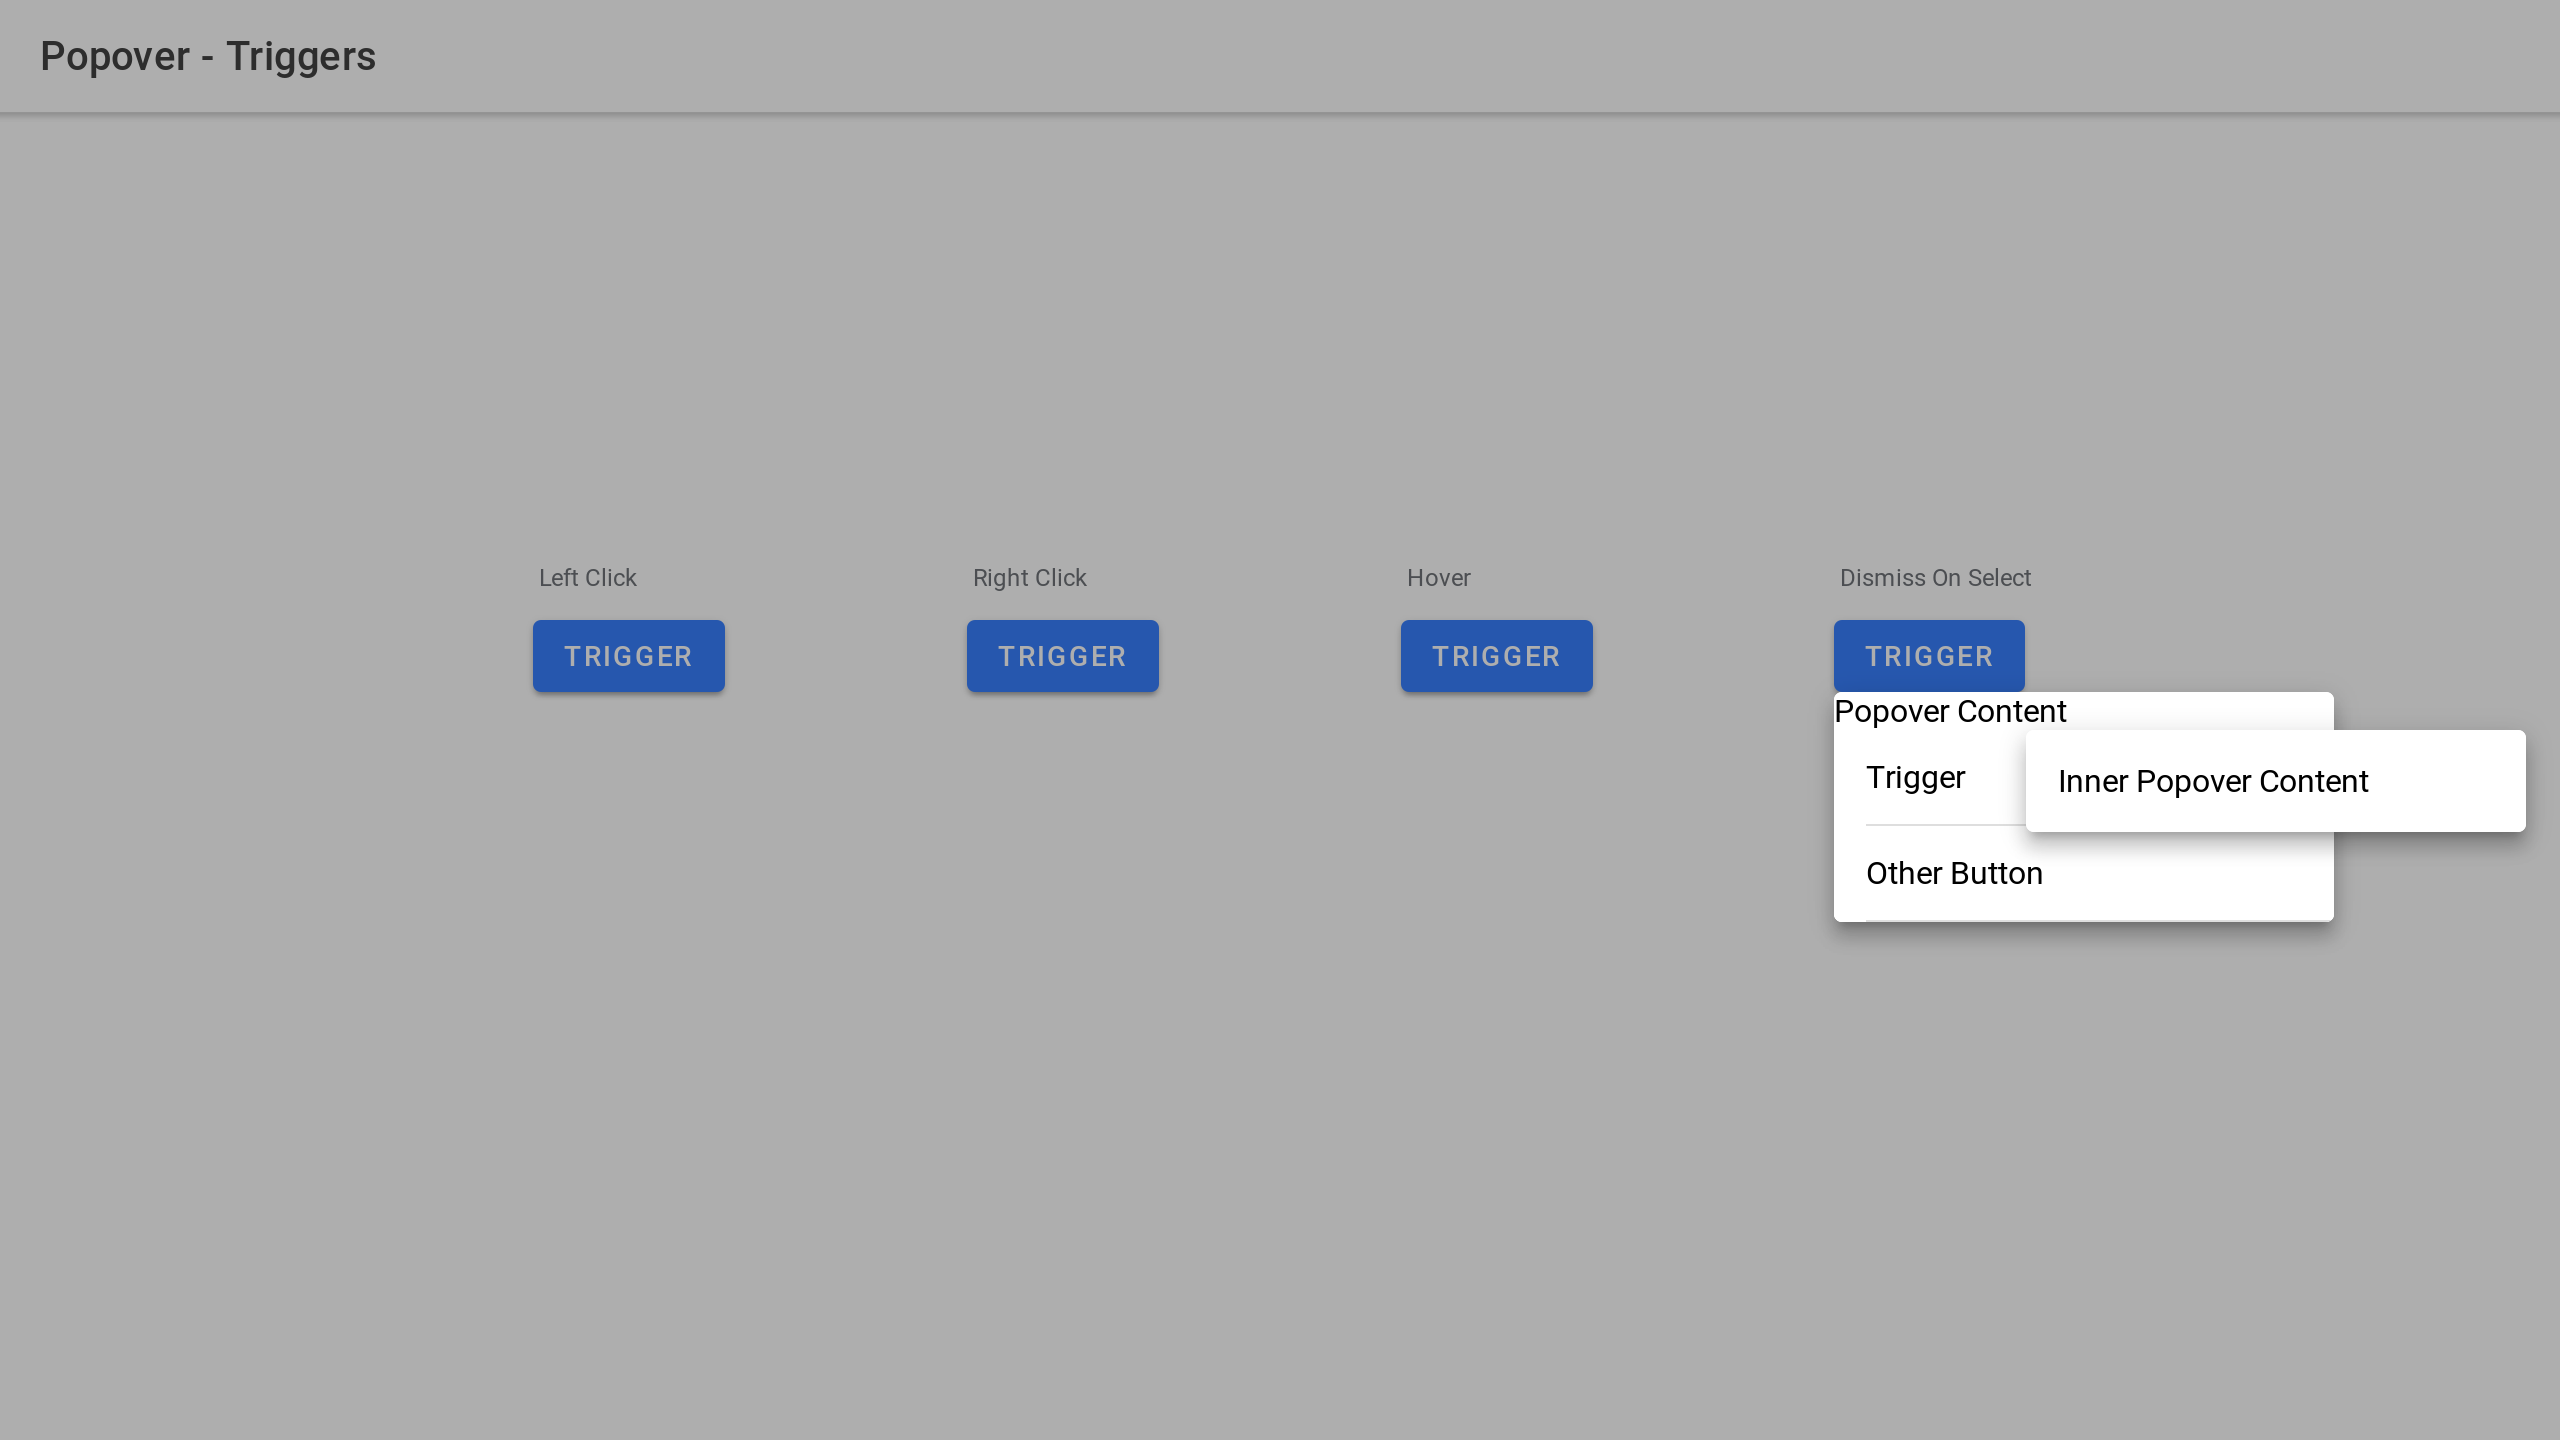 Popover - Triggers
Left Click
Right Click
Hover
Dismiss On Select
TRIGGER
TRIGGER
TRIGGER
TRIGGER
Popover Content
Trigger
Inner Popover Content
Other Button